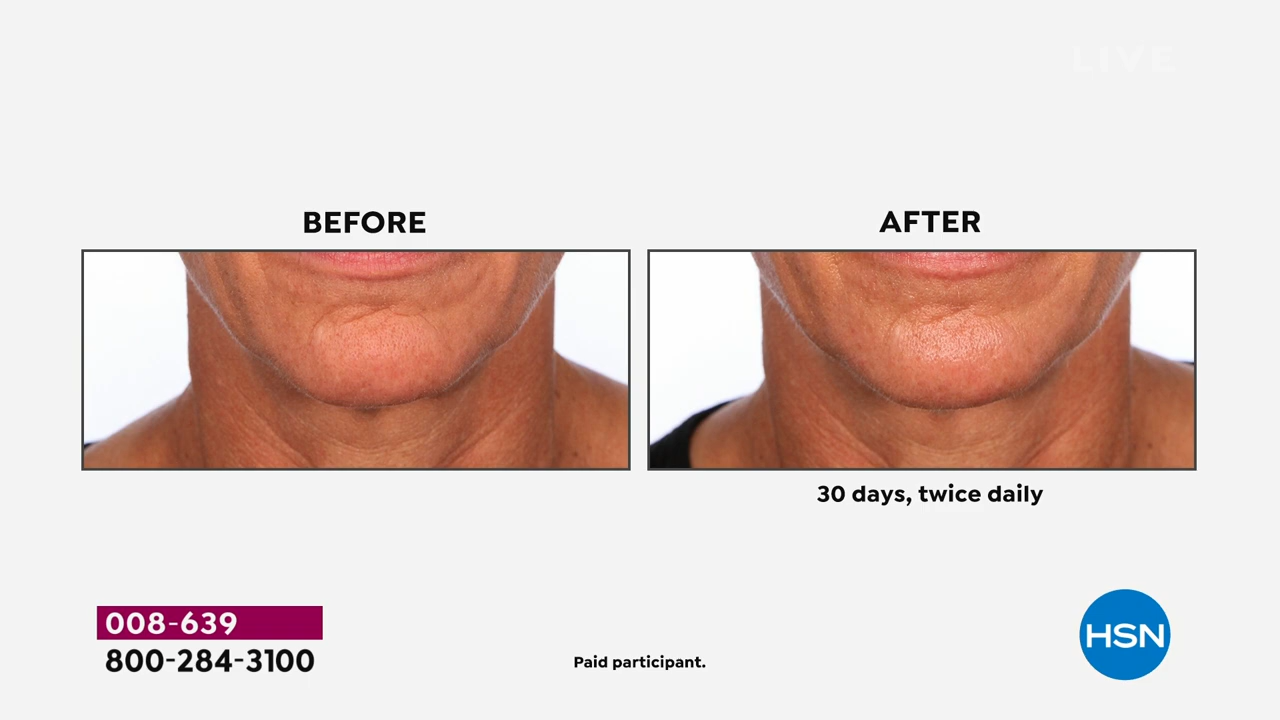 LIVE
BEFORE
AFTER
30 days, twice daily
008-639
800-284-3100
Paid participant.
HSN